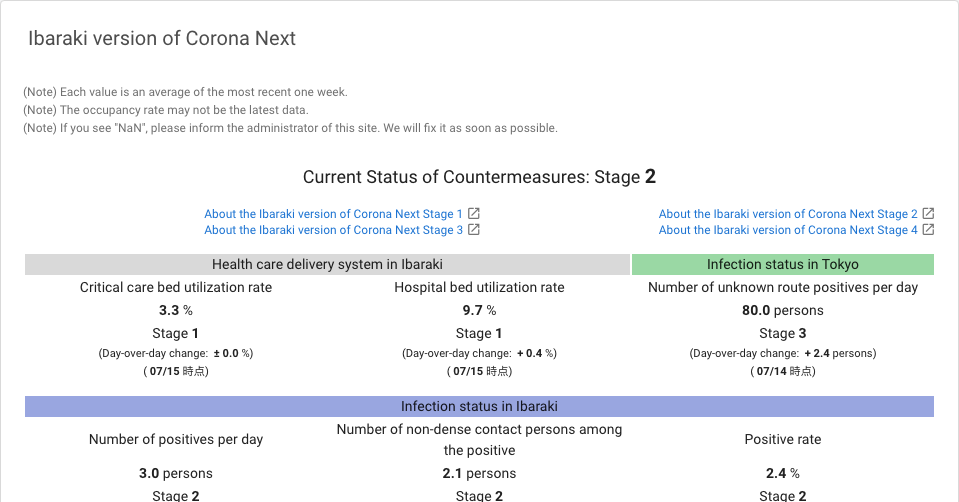 Ibaraki version of Corona Next
(Note) Each value is an average of the most recent one week.
(Note) The occupancy rate may not be the latest data.
(Note) If you see "NaN", please inform the administrator of this site. We will fix it as soon as possible.
Current Status of Countermeasures: Stage 2
About the Ibaraki version of Corona Next Stage 1
About the Ibaraki version of Corona Next Stage 2
About the Ibaraki version of Corona Next Stage 3
About the Ibaraki version of Corona Next Stage 4
Health care delivery system in Ibaraki
Infection status in Tokyo
Critical care bed utilization rate
3.3 %
Stage 1
(Day-over-day change: ± 0.0 %)
( 07/15 時点)
Hospital bed utilization rate
9.7 %
Stage 1
(Day-over-day change: + 0.4 %)
( 07/15 時点)
Number of unknown route positives per day
80.0 persons
Stage 3
(Day-over-day change: + 2.4 persons)
( 07/14 時点)
Infection status in Ibaraki
Number of positives per day
3.0 persons
Stage 2
Number of non-dense contact persons among
the positive
2.1 persons
Stage 2
Positive rate
2.4 %
Stage 2